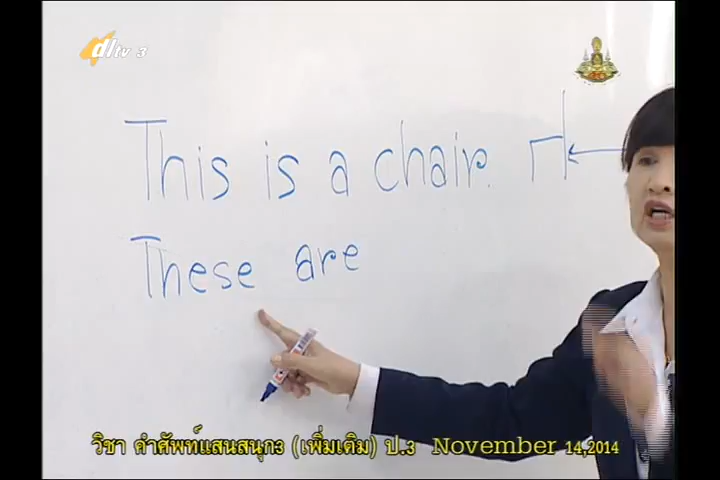 dltv 3
This is a chair.
These are
วิชา คำศัพท์แสนสนุก3 (เพิ่มเติม) ป.3 November 14,2014